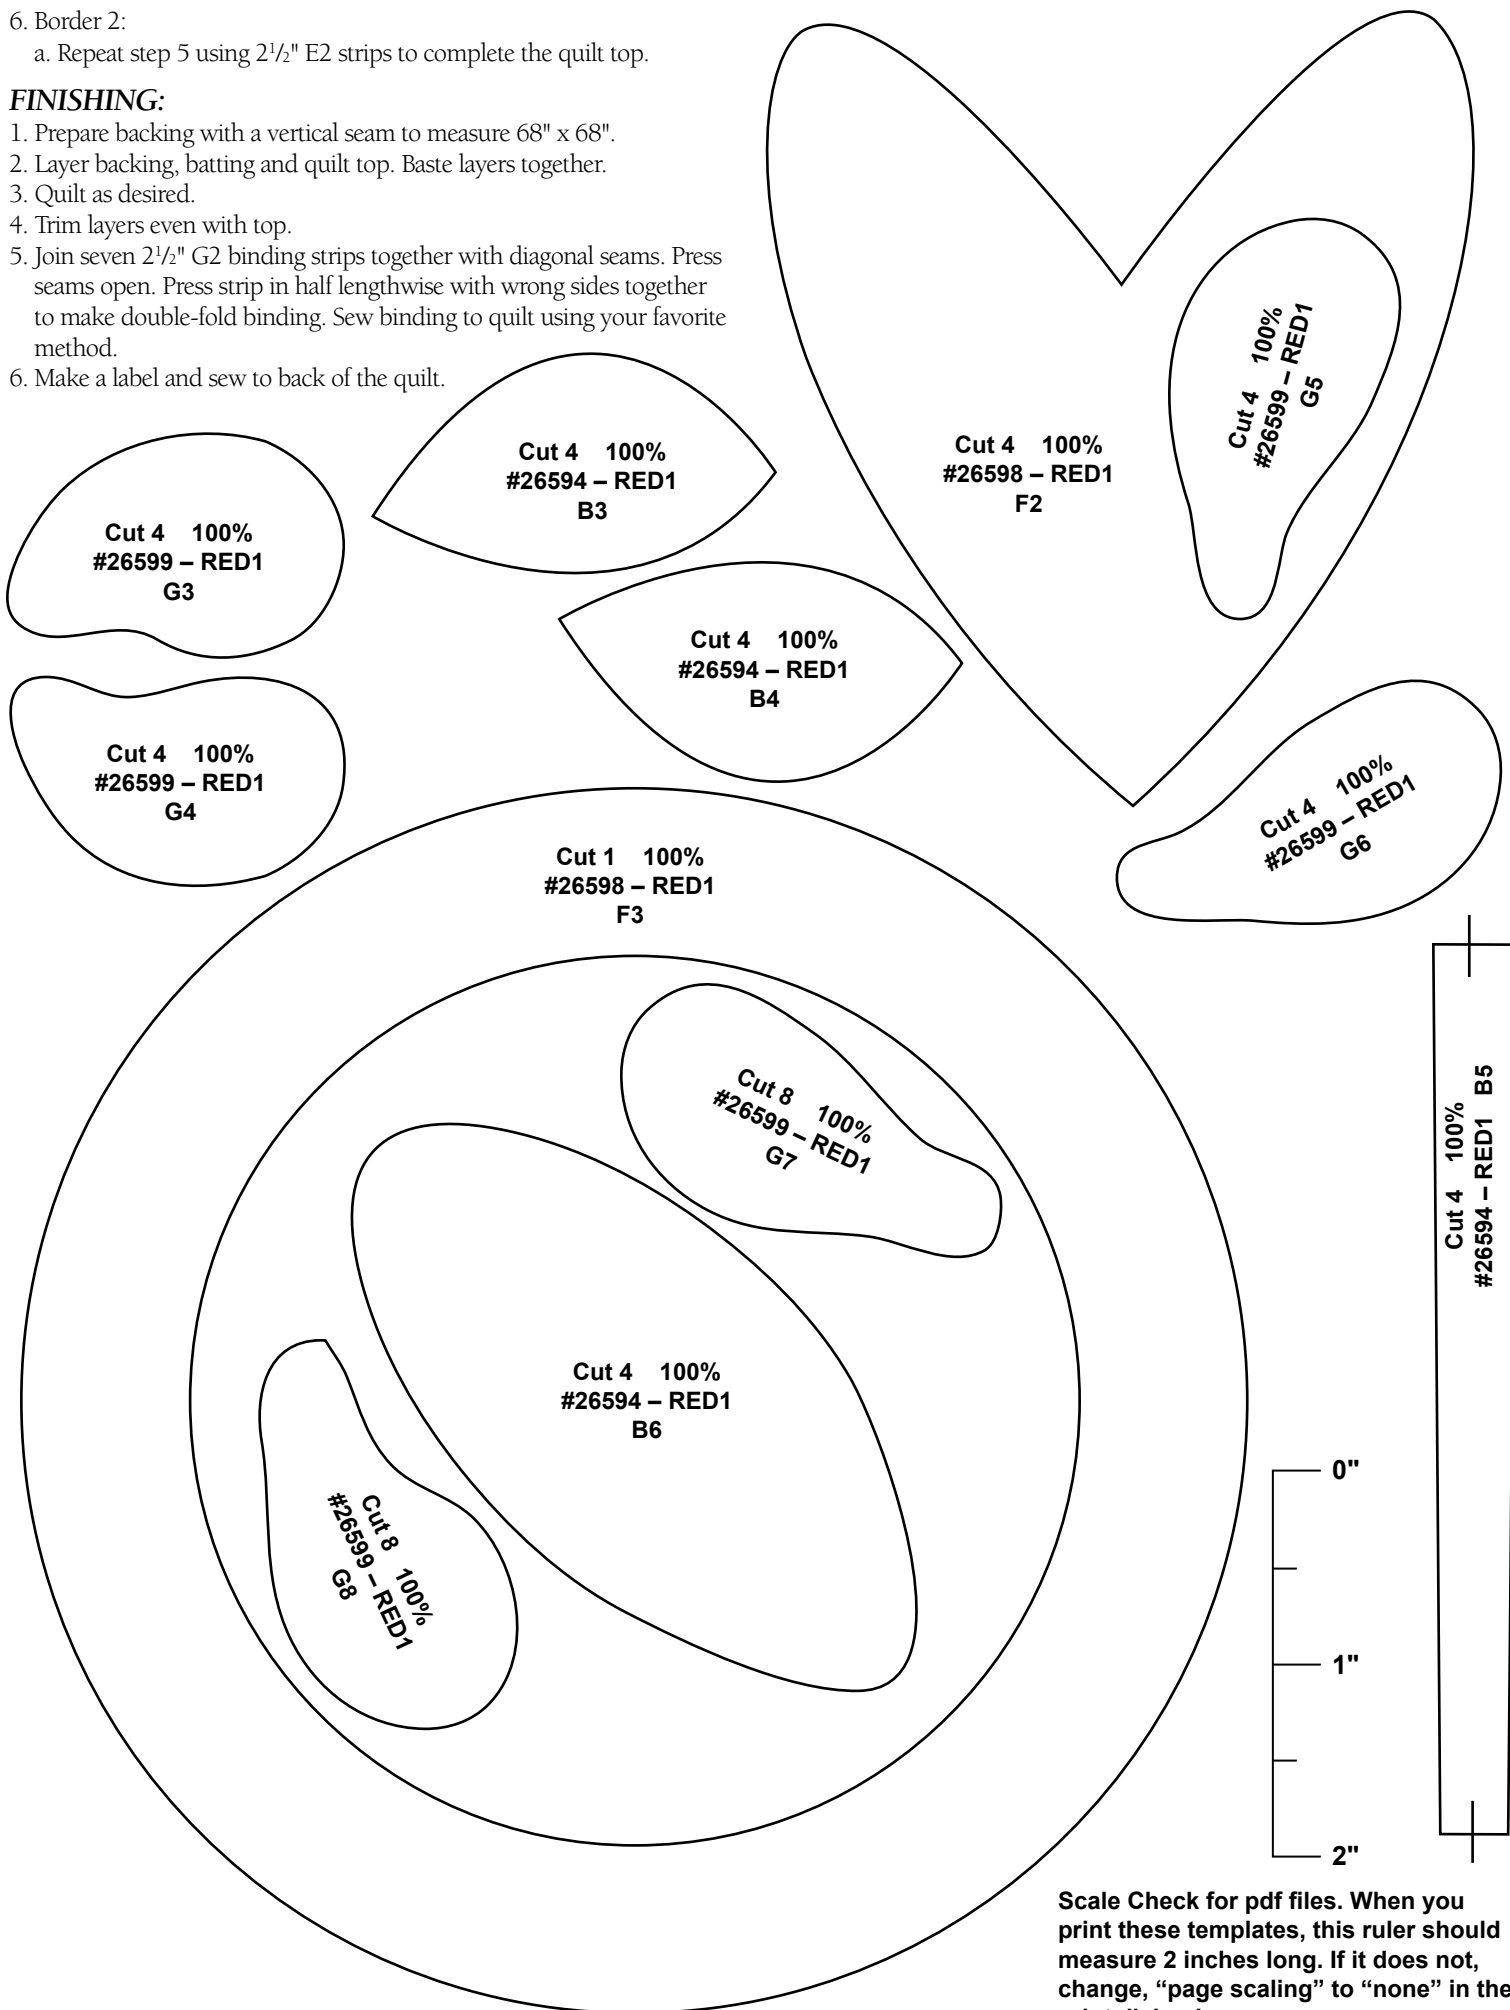 6. Border 2:
a. Repeat step 5 using 2½" E2 strips to complete the quilt top.
FINISHING:
1. Prepare backing with a vertical seam to measure 68" x 68".
2. Layer backing, batting and quilt top. Baste layers together.
3. Quilt as desired.
4. Trim layers even with top.
5. Join seven 2½" G2 binding strips together with diagonal seams. Press
seams open. Press strip in half lengthwise with wrong sides together
to make double-fold binding. Sew binding to quilt using your favorite
method.
6. Make a label and sew to back of the quilt.
Cut 4 100%
#26599 – RED1
G3
Cut 4 100%
#26594 – RED1
B3
Cut 4 100%
#26598 – RED1
F2
Cut 4 100%
#26599 – RED1
G5
Cut 4 100%
#26594 – RED1
B4
Cut 4 100%
#26599 – RED1
G4
Cut 4 100%
#26599 – RED1
G6
Cut 1 100%
#26598 – RED1
F3
Cut 8 100%
#26599 – RED1
G7
Cut 4 100%
#26594 – RED1 B5
Cut 4 100%
#26594 – RED1
B6
Cut 8 100%
#26599 – RED1
G8
0"
1"
2"
Scale Check for pdf files. When you
print these templates, this ruler should
measure 2 inches long. If it does not,
change, “page scaling” to “none” in the